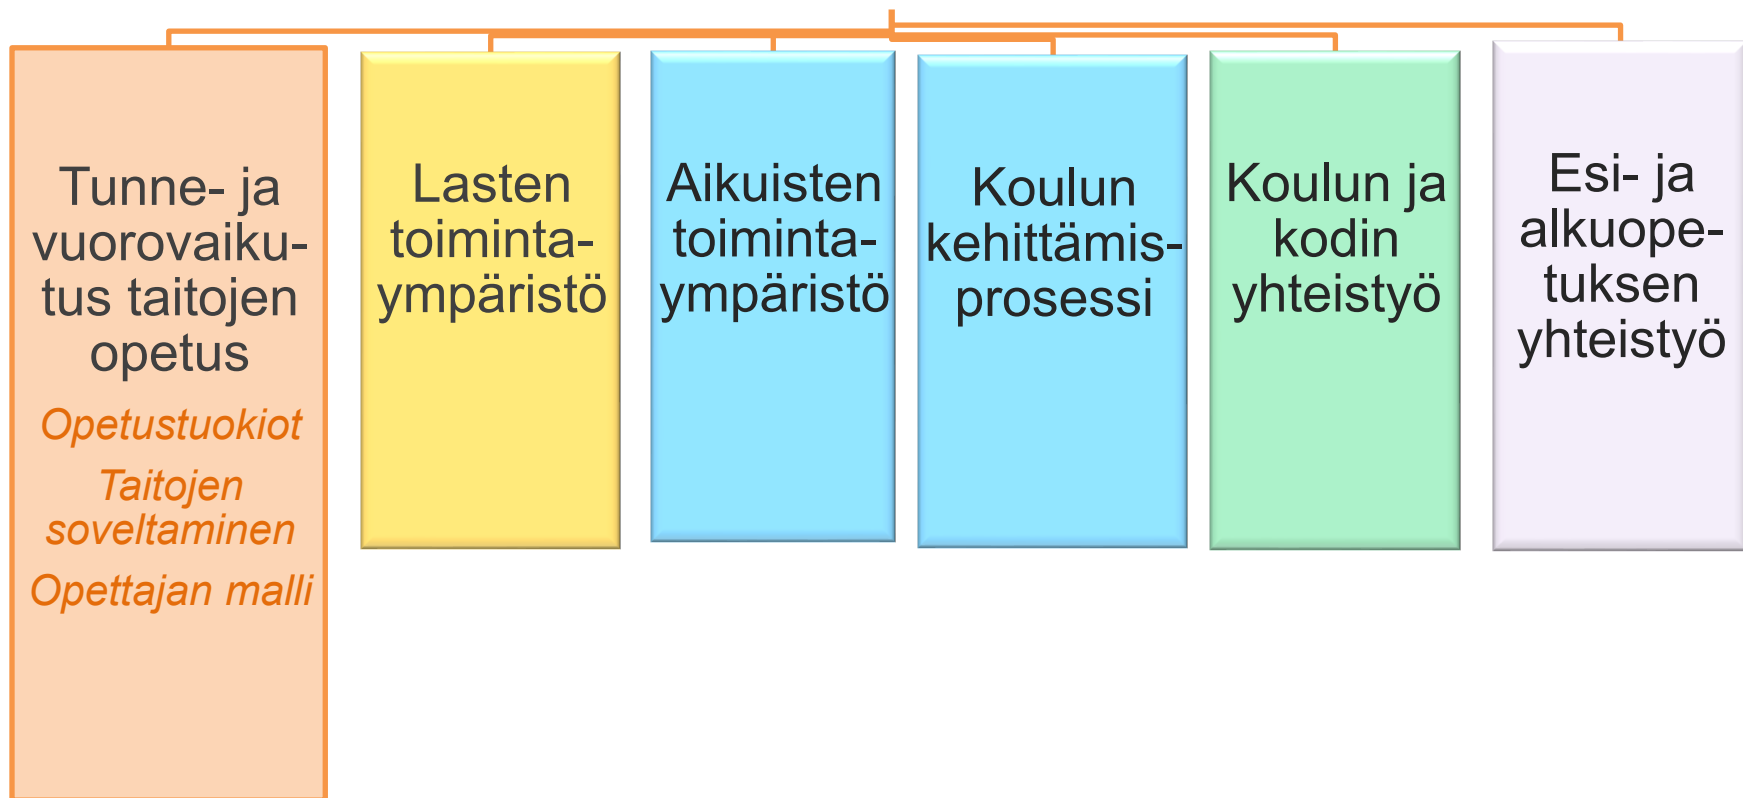 Tunne- ja
vuorovaiku-
tus taitojen
opetus
Opetustuokiot
Taitojen
soveltaminen
Opettajan malli
Lasten
toiminta-
ympäristö
Aikuisten
toiminta-
ympäristö
Koulun
kehittämis-
prosessi
Koulun ja
kodin
yhteistyö
Esi- ja
alkuope-
tuksen
yhteistyö